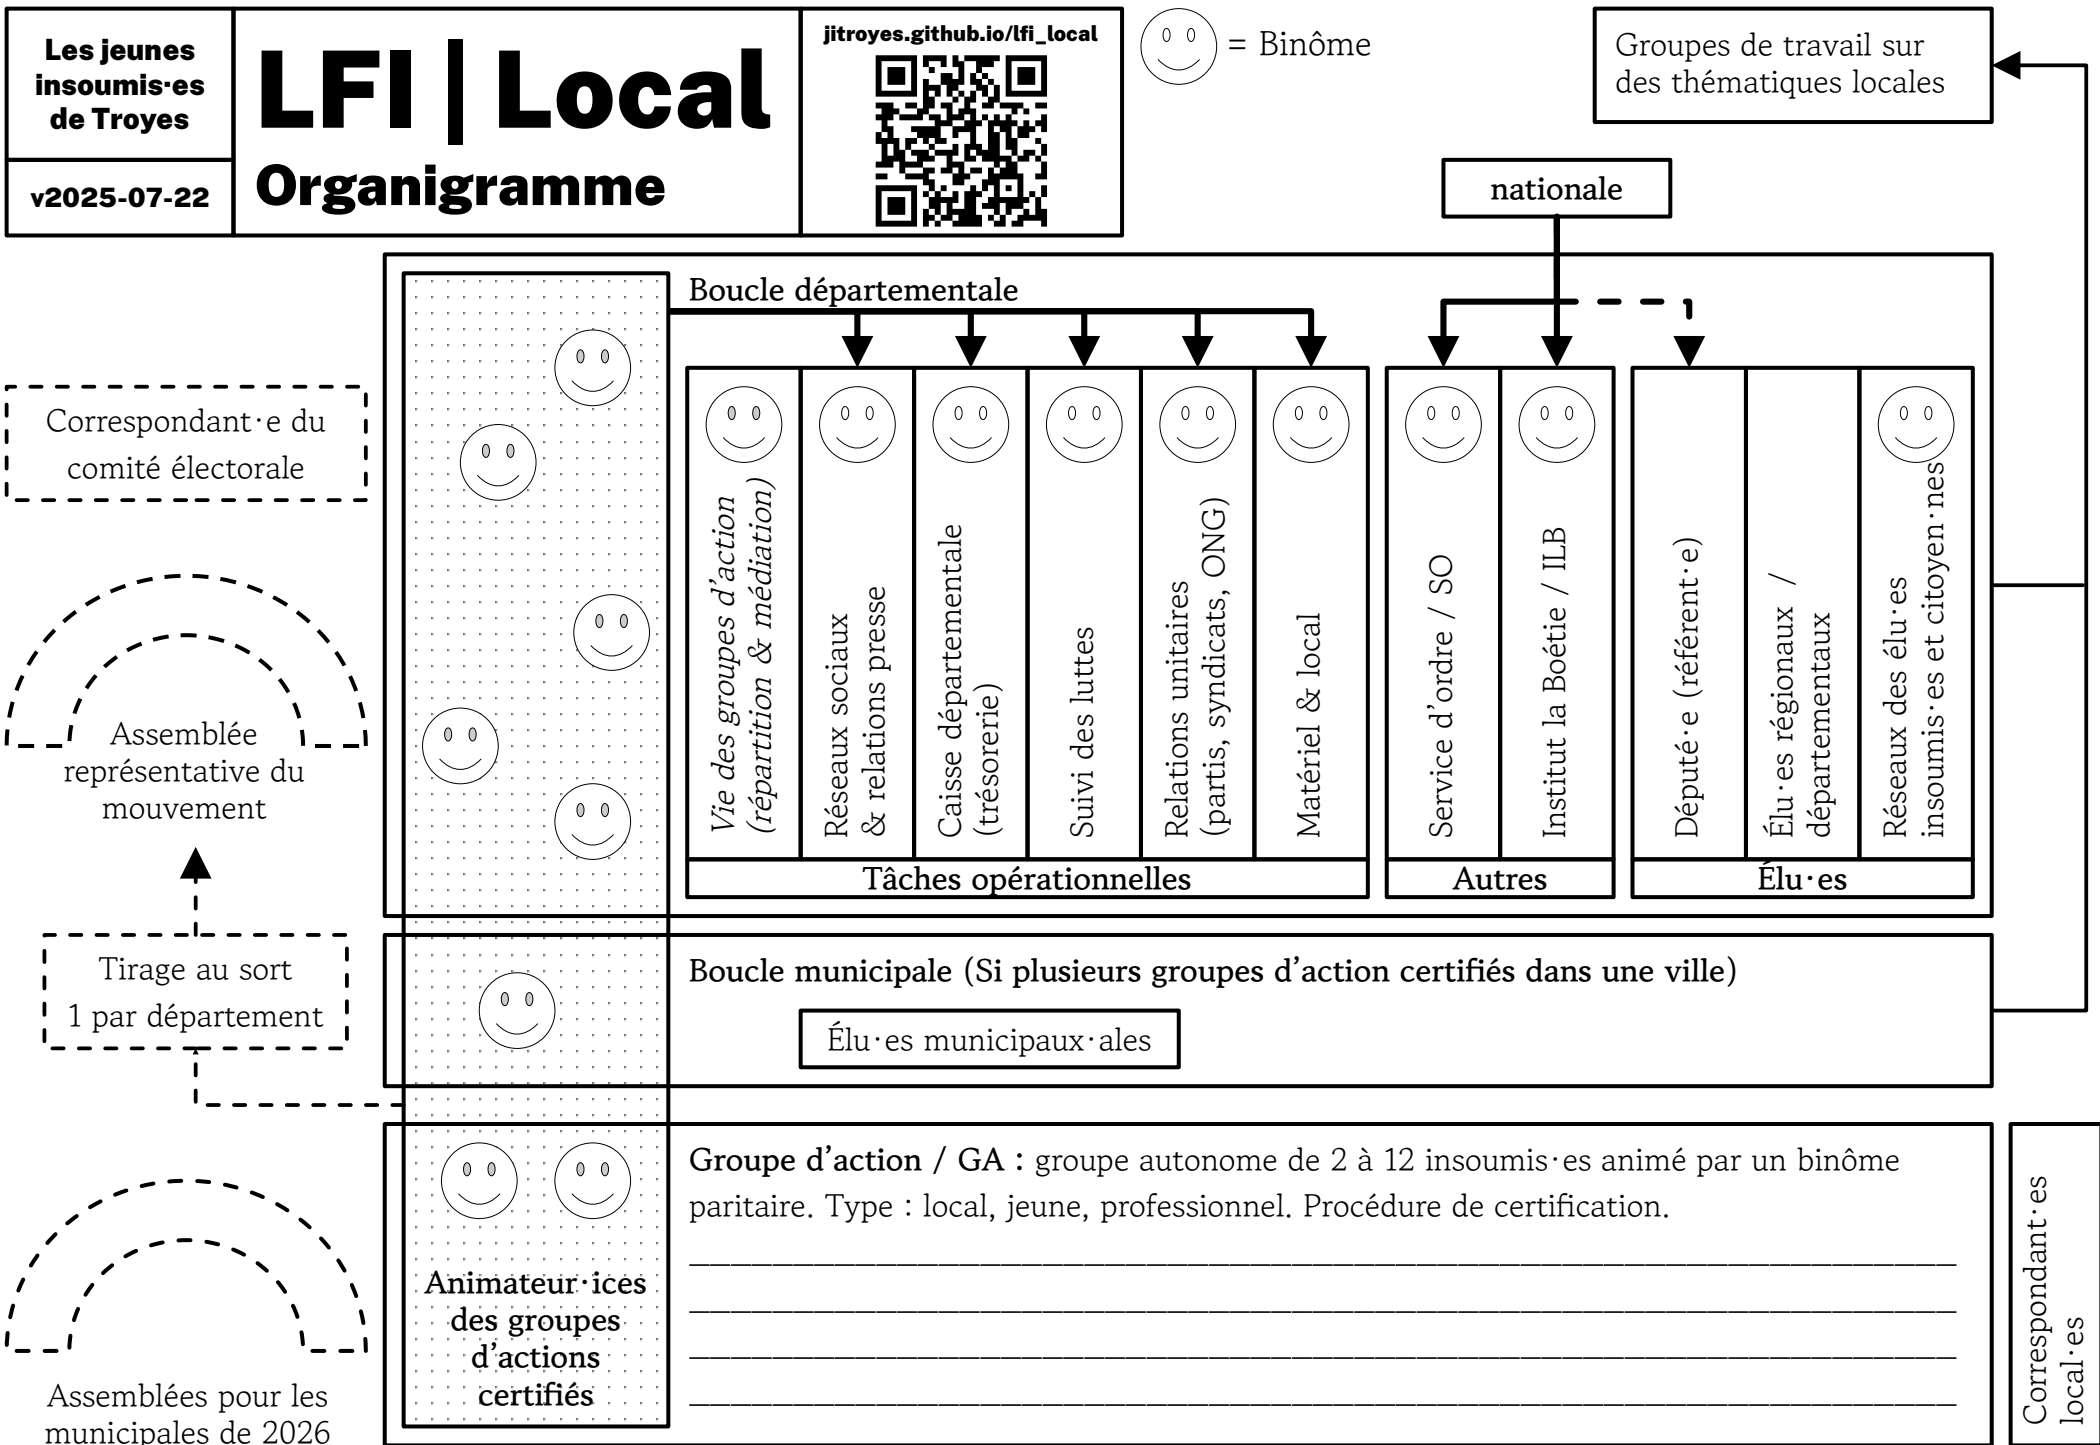 Les jeunes
insoumis·es
de Troyes
v2025-07-22
LFI | Local
Organigramme
jitroyes.github.io/lfi_local
= Binôme
Groupes de travail sur
des thématiques locales
nationale
Boucle départementale
Correspondant·e du
comité électorale
Assemblée
représentative du
mouvement
Tirage au sort
1 par département
Vie des groupes d'action
(répartition & médiation)
Réseaux sociaux
& relations presse
Caisse départementale
(trésorerie)
Suivi des luttes
Relations unitaires
(partis, syndicats, ONG)
Matériel & local
Tâches opérationnelles
Service d'ordre / SO
Institut la Boétie / ILB
Autres
Député·e (référent·e)
Élu·es régionaux /
départementaux
Réseaux des élu·es
insoumis·es et citoyen·nes
Élu·es
Boucle municipale (Si plusieurs groupes d'action certifiés dans une ville)
Élu·es municipaux·ales
Groupe d'action / GA : groupe autonome de 2 à 12 insoumis·es animé par un binôme
paritaire. Type : local, jeune, professionnel. Procédure de certification.
Animateur·ices
des groupes
d'actions
certifiés
Correspondant·es
local·es
Assemblées pour les
municipales de 2026